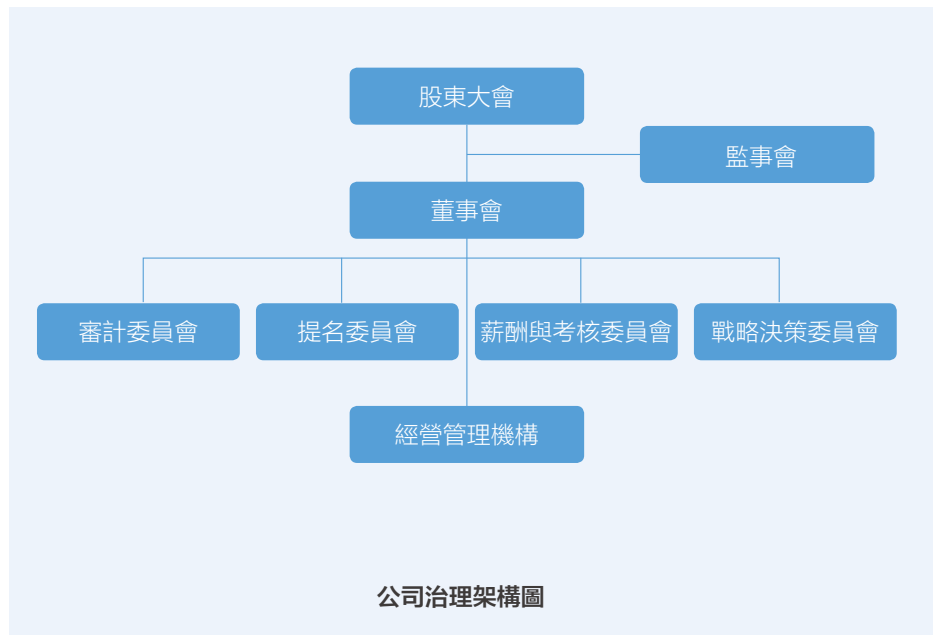 股東大會
監事會
董事會
審計委員會
提名委員會
薪酬與考核委員會
戰略決策委員會
經營管理機構
公司治理架構圖